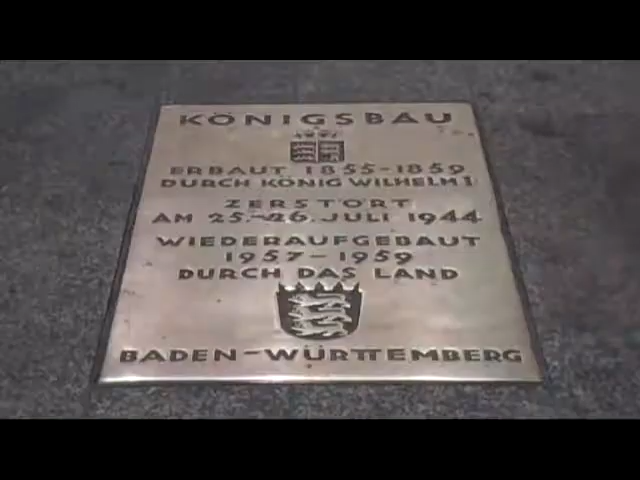 KÖNIGSBAU
ERBAUT 1855-1859
DURCH KÖNIG WILHELM I
ZERSTÖRT
AM 25.-26. JULI 1944
WIEDERAUFGEBAUT
1957-1959
DURCH DAS LAND
BADEN-WÜRTTEMBERG